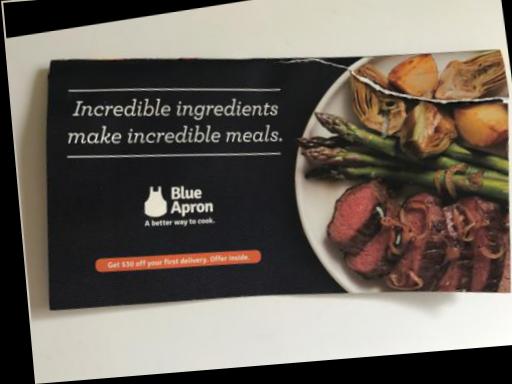 Incredible ingredients
make incredible meals.
Blue
Apron
A better way to cook.
Get $30 off your first delivery. Offer inside.